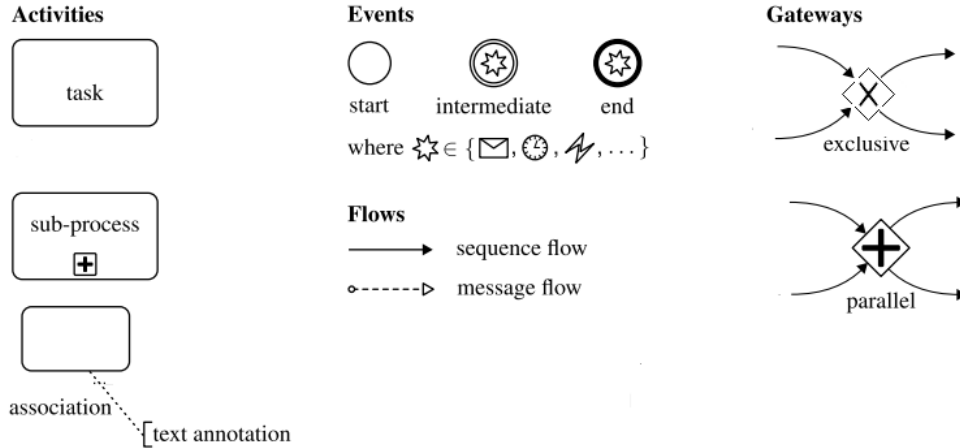 Activities
task
sub-process
association
text annotation
Events
start
intermediate
end
where ∈ { , , , ... }
Flows
sequence flow
message flow
Gateways
X
exclusive
parallel